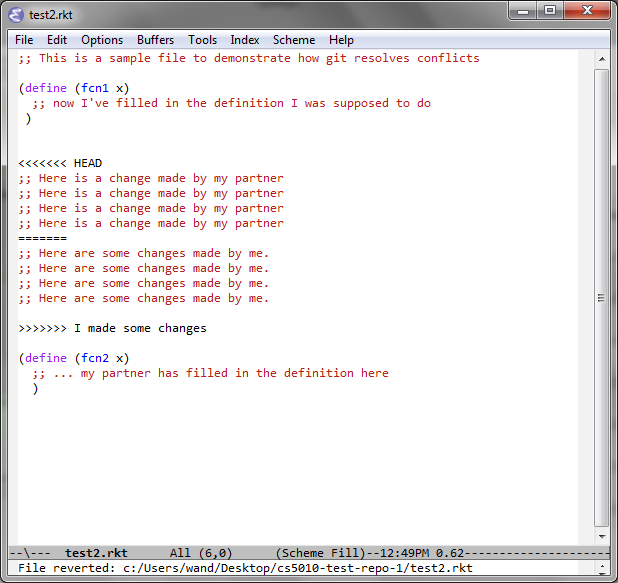 test2.rkt
File Edit Options Buffers Tools Index Scheme Help
;; This is a sample file to demonstrate how git resolves conflicts
(define (fcn1 x)
;; now I've filled in the definition I was supposed to do
)
<<<<<<< HEAD
;; Here is a change made by my partner
;; Here is a change made by my partner
;; Here is a change made by my partner
;; Here is a change made by my partner
=======
;; Here are some changes made by me.
;; Here are some changes made by me.
;; Here are some changes made by me.
;; Here are some changes made by me.
>>>>>>> I made some changes
(define (fcn2 x)
;; ... my partner has filled in the definition here
)
--\--- test2.rkt All (6,0) (Scheme Fill)--12:49PM 0.62---------------------
File reverted: c:/Users/wand/Desktop/cs5010-test-repo-1/test2.rkt